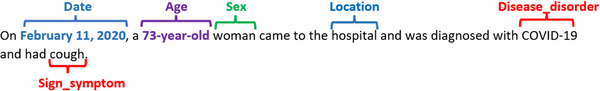 Date Age Sex Location Disease_disorder
On February 11, 2020, a 73-year-old woman came to the hospital and was diagnosed with COVID-19
and had cough.
Sign_symptom